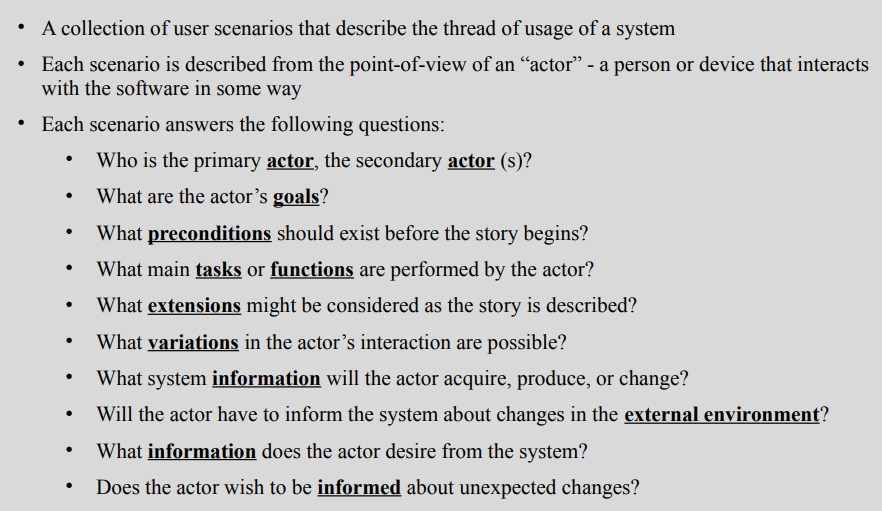 • A collection of user scenarios that describe the thread of usage of a system
• Each scenario is described from the point-of-view of an “actor” - a person or device that interacts
with the software in some way
• Each scenario answers the following questions:
• Who is the primary actor, the secondary actor (s)?
• What are the actor’s goals?
• What preconditions should exist before the story begins?
• What main tasks or functions are performed by the actor?
• What extensions might be considered as the story is described?
• What variations in the actor’s interaction are possible?
• What system information will the actor acquire, produce, or change?
• Will the actor have to inform the system about changes in the external environment?
• What information does the actor desire from the system?
• Does the actor wish to be informed about unexpected changes?